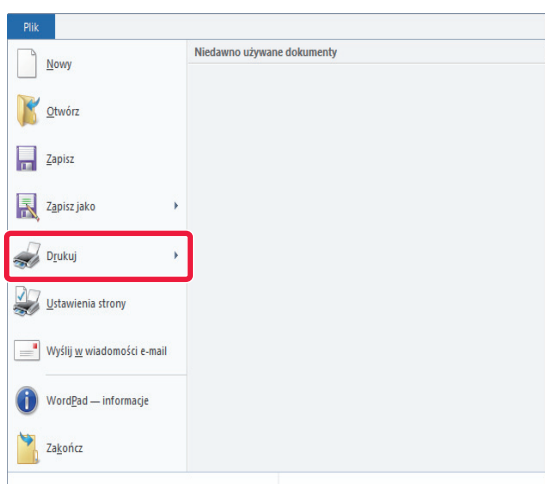 Plik
Niedawno używane dokumenty
Nowy
Otwórz
Zapisz
Zapisz jako
Drukuj
Ustawienia strony
Wyślij w wiadomości e-mail
WordPad — informacje
Zakończ